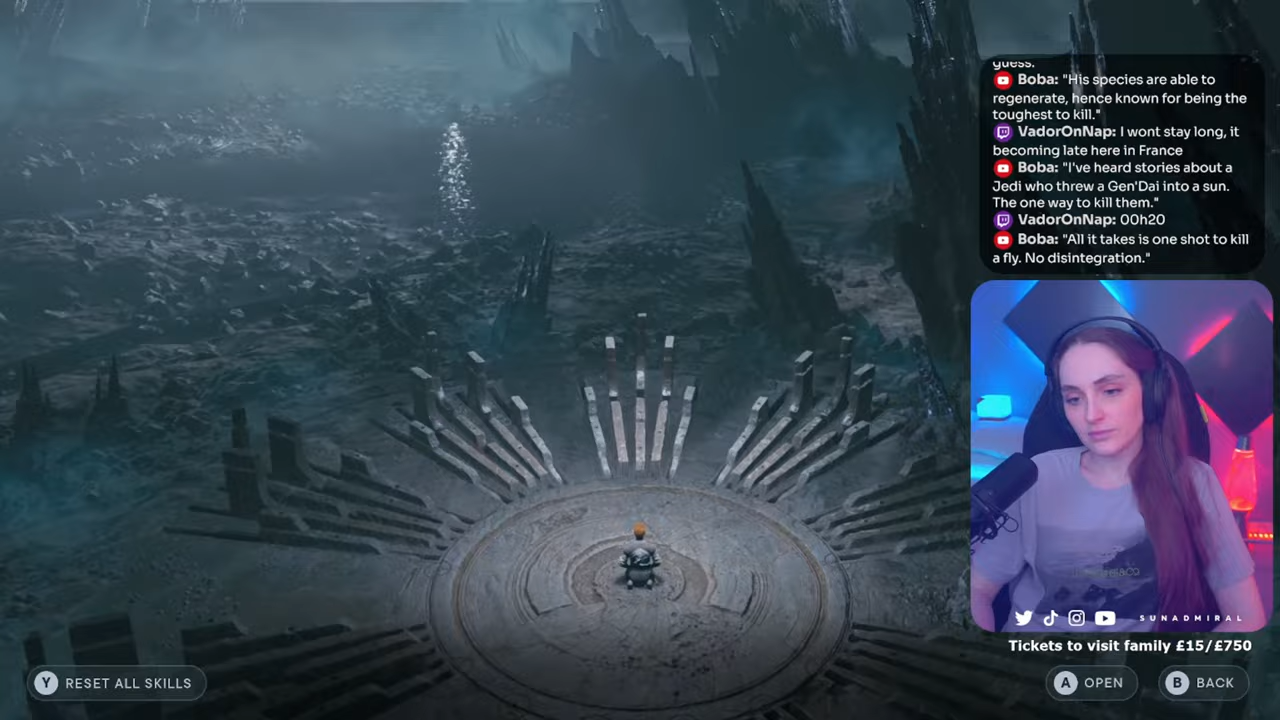 guess.
Boba: "His species are able to
regenerate, hence known for being the
toughest to kill."
VadorOnNap: I wont stay long, it
becoming late here in France
Boba: "I've heard stories about a
Jedi who threw a Gen'Dai into a sun.
The one way to kill them."
VadorOnNap: 00h20
Boba: "All it takes is one shot to kill
a fly. No disintegration."
SUNADMIRAL
Tickets to visit family £15/£750
Y RESET ALL SKILLS
A OPEN
B BACK